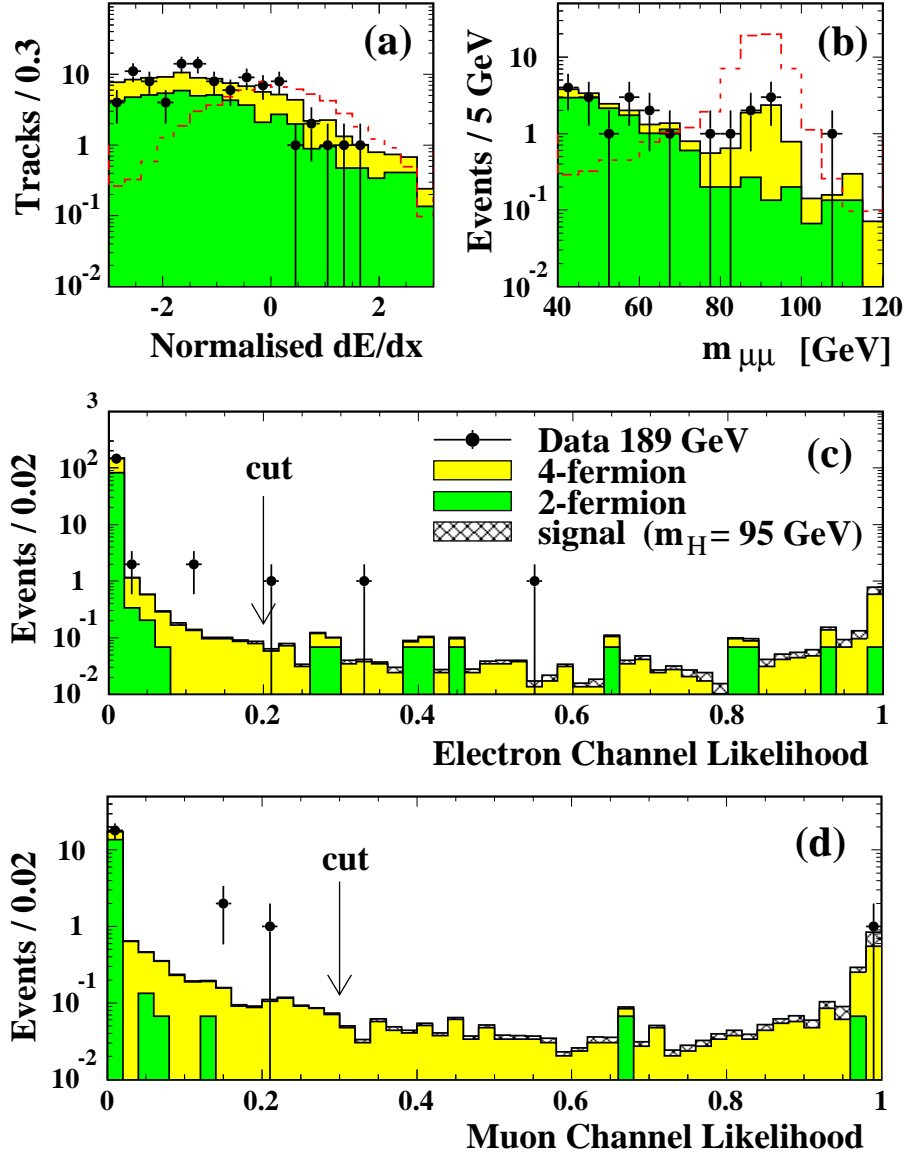 (a)
Tracks / 0.3
10
1
10^-1
10^-2
-2 0 2
Normalised dE/dx
(b)
Events / 5 GeV
10
1
10^-1
10^-2
40 60 80 100 120
m μμ [GeV]
(c)
Events / 0.02
3
10^2
10
1
10^-1
10^-2
cut
Data 189 GeV
4-fermion
2-fermion
signal (m_H = 95 GeV)
0 0.2 0.4 0.6 0.8 1
Electron Channel Likelihood
(d)
Events / 0.02
10
1
10^-1
10^-2
cut
0 0.2 0.4 0.6 0.8 1
Muon Channel Likelihood